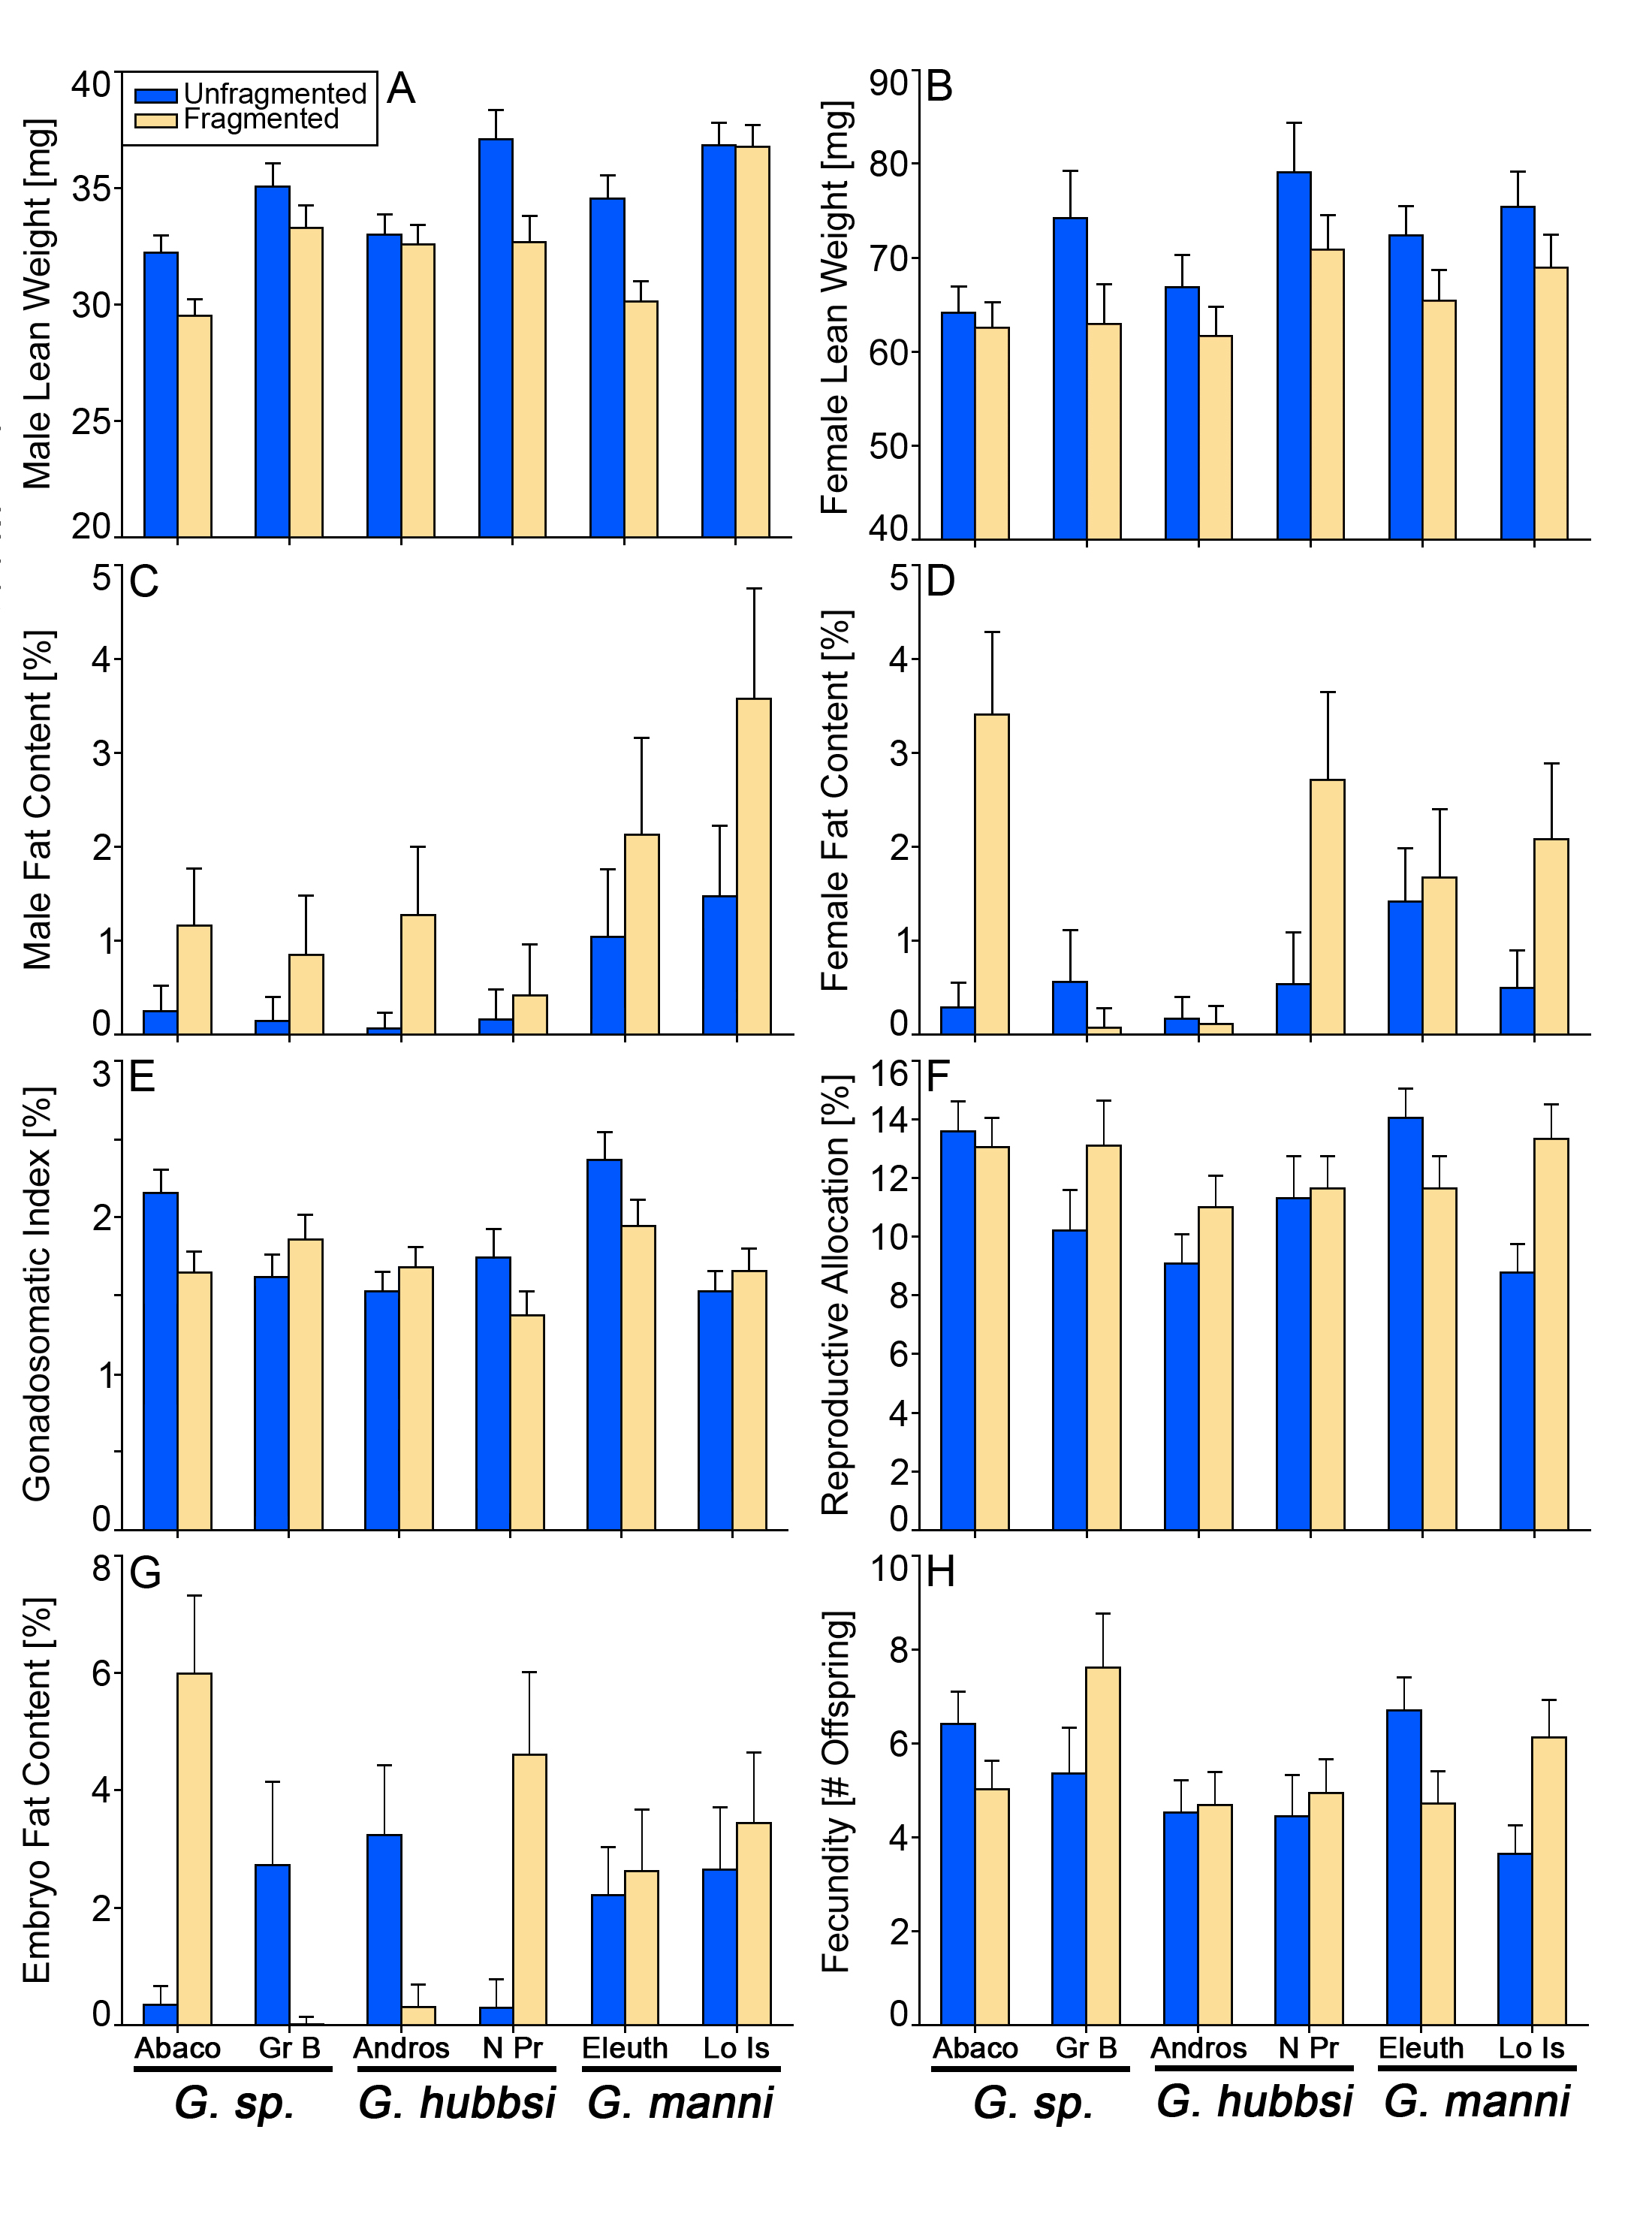 A
Unfragmented
Fragmented
Male Lean Weight [mg]
40
35
30
25
20
B
Female Lean Weight [mg]
90
80
70
60
50
40
C
Male Fat Content [%]
5
4
3
2
1
0
D
Female Fat Content [%]
5
4
3
2
1
0
E
Gonadosomatic Index [%]
3
2
1
0
F
Reproductive Allocation [%]
16
14
12
10
8
6
4
2
0
G
Embryo Fat Content [%]
8
6
4
2
0
Abaco Gr B Andros N Pr Eleuth Lo Is
G. sp. G. hubbsi G. manni
H
Fecundity [# Offspring]
10
8
6
4
2
0
Abaco Gr B Andros N Pr Eleuth Lo Is
G. sp. G. hubbsi G. manni